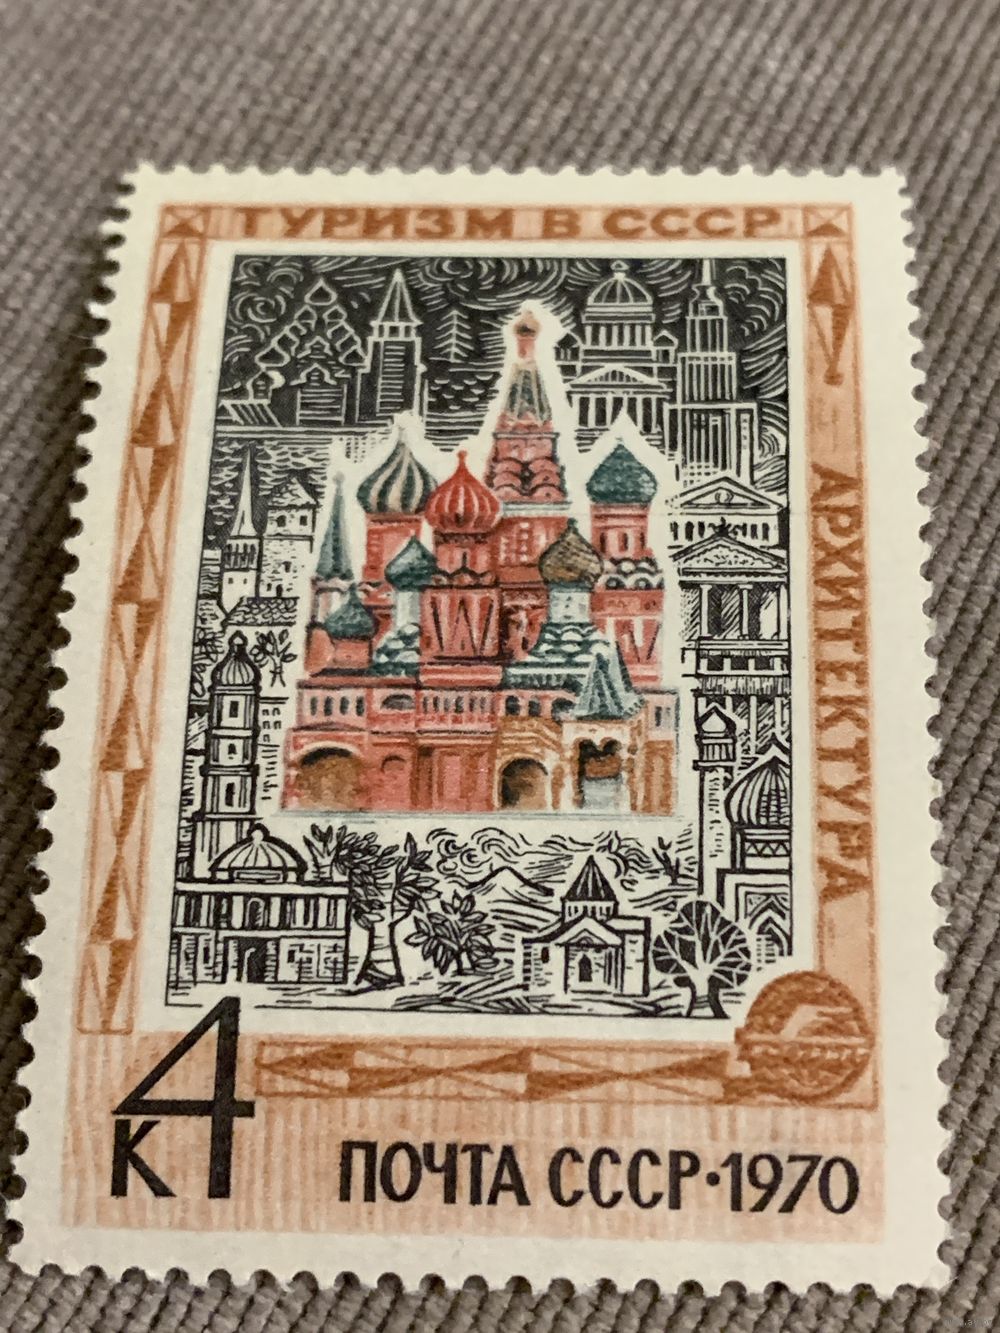 ТУРИЗМ В СССР
АРХИТЕКТУРА
4
К
ПОЧТА СССР·1970